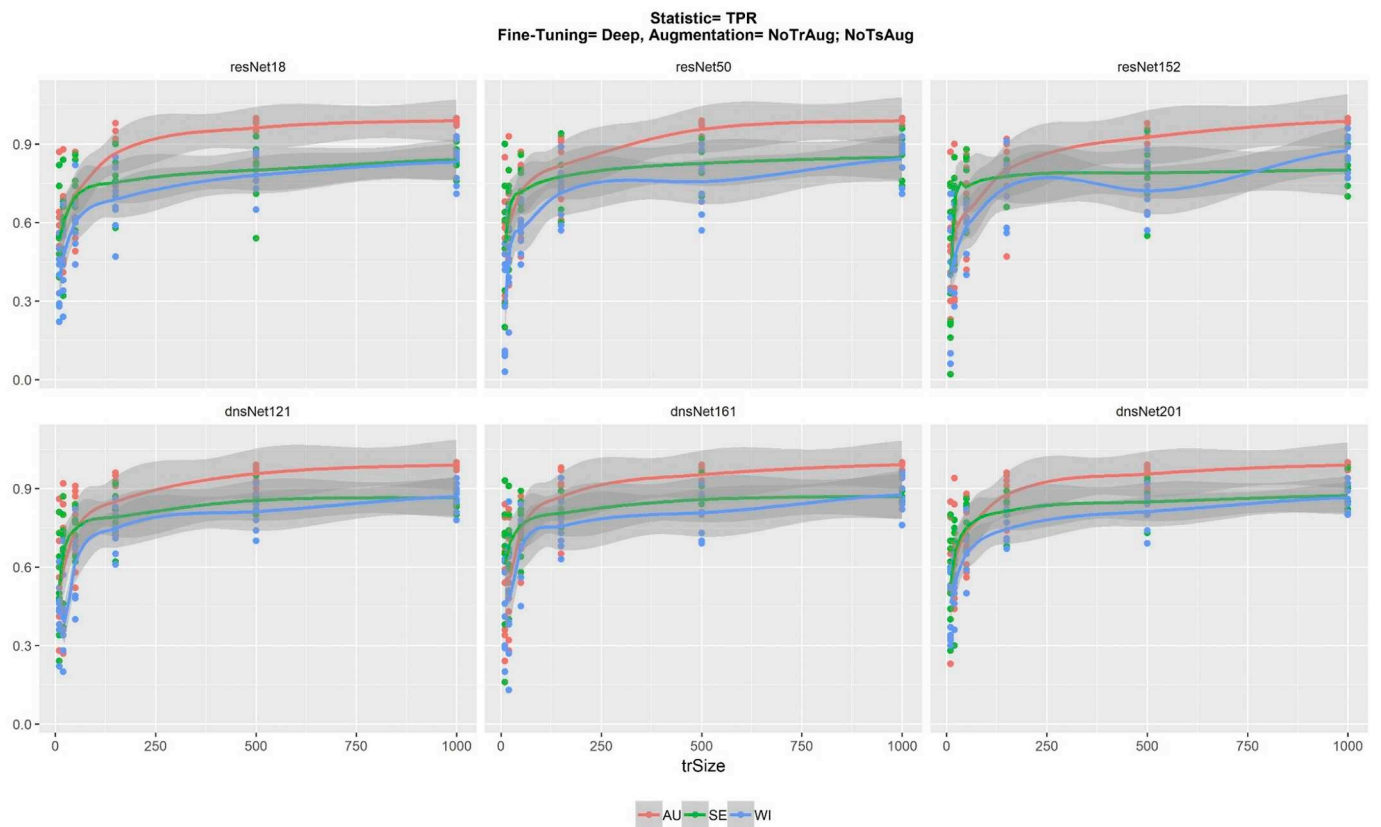 Statistic= TPR
Fine-Tuning= Deep, Augmentation= NoTrAug; NoTsAug
resNet18 resNet50 resNet152
0.9
0.6
0.3
0.0
dnsNet121 dnsNet161 dnsNet201
0.9
0.6
0.3
0.0
0 250 500 750 1000 0 250 500 750 1000 0 250 500 750 1000
trSize
AU SE WI